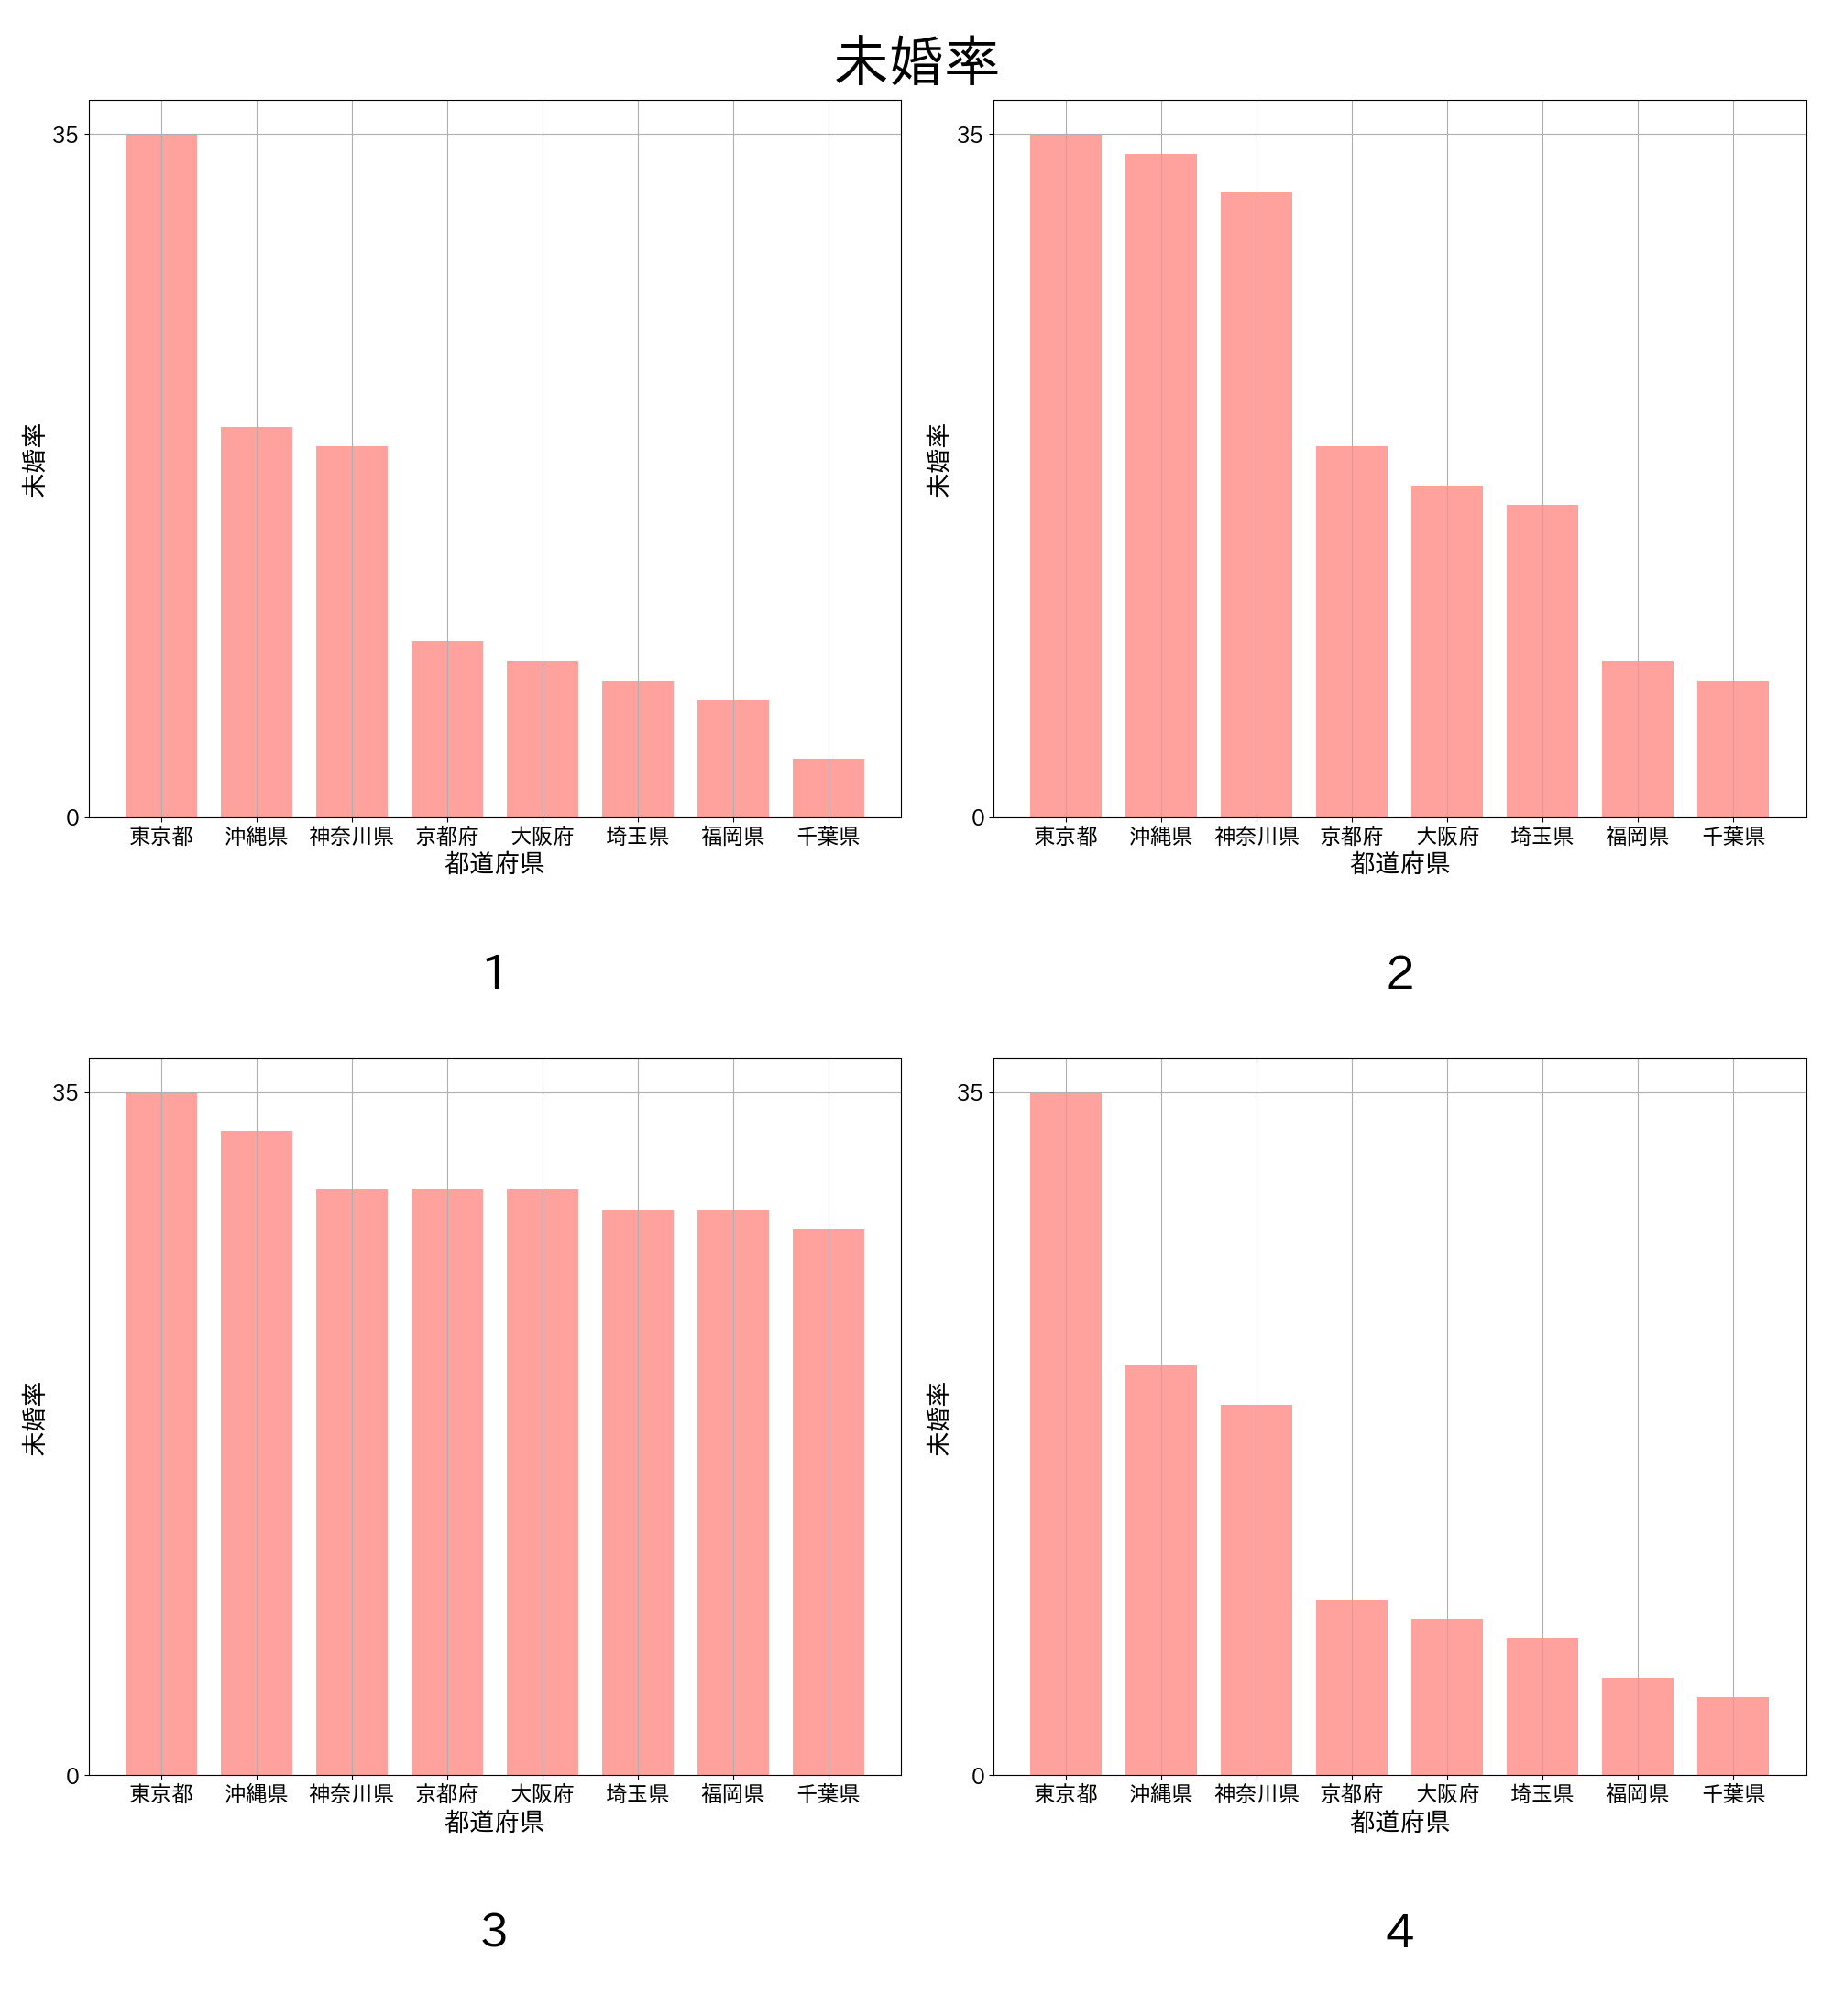 未婚率
35
0
未婚率
東京都 沖縄県 神奈川県 京都府 大阪府 埼玉県 福岡県 千葉県
都道府県
1
35
0
未婚率
東京都 沖縄県 神奈川県 京都府 大阪府 埼玉県 福岡県 千葉県
都道府県
2
35
0
未婚率
東京都 沖縄県 神奈川県 京都府 大阪府 埼玉県 福岡県 千葉県
都道府県
3
35
0
未婚率
東京都 沖縄県 神奈川県 京都府 大阪府 埼玉県 福岡県 千葉県
都道府県
4